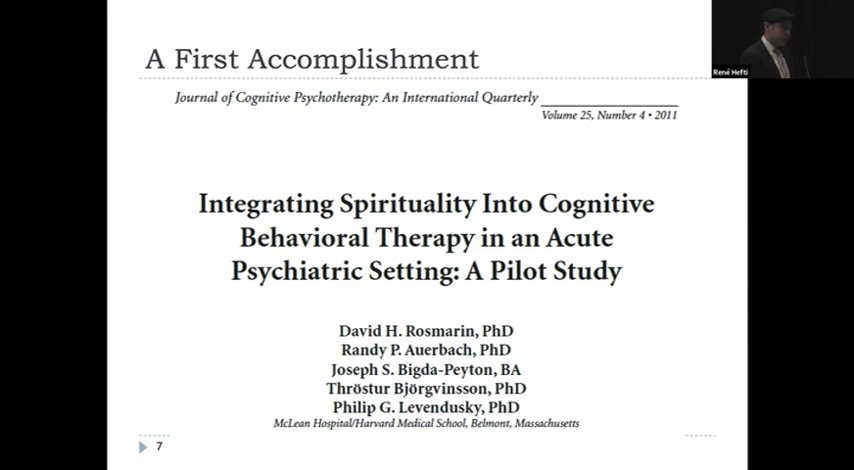 A First Accomplishment
René Hefti
Journal of Cognitive Psychotherapy: An International Quarterly
Volume 25, Number 4 • 2011
Integrating Spirituality Into Cognitive
Behavioral Therapy in an Acute
Psychiatric Setting: A Pilot Study
David H. Rosmarin, PhD
Randy P. Auerbach, PhD
Joseph S. Bigda-Peyton, BA
Thröstur Björgvinsson, PhD
Philip G. Levendusky, PhD
McLean Hospital/Harvard Medical School, Belmont, Massachusetts
7